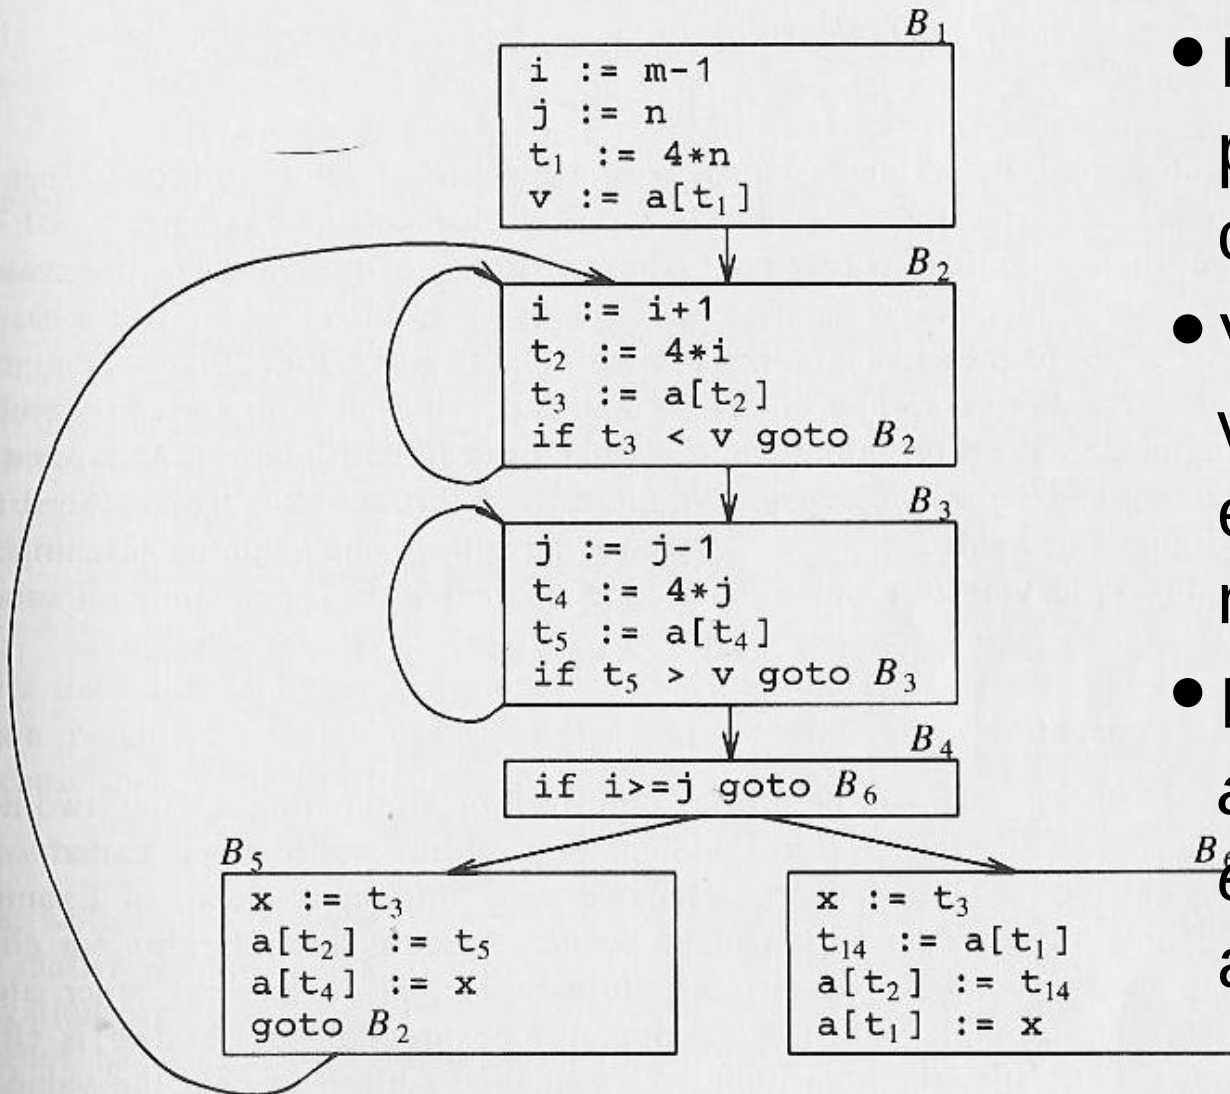 B₁
i := m-1
j := n
t₁ := 4*n
v := a[t₁]
B₂
i := i+1
t₂ := 4*i
t₃ := a[t₂]
if t₃ < v goto B₂
B₃
j := j-1
t₄ := 4*j
t₅ := a[t₄]
if t₅ > v goto B₃
B₄
if i>=j goto B₆
B₅
x := t₃
a[t₂] := t₅
a[t₄] := x
goto B₂
x := t₃
t₁₄ := a[t₁]
a[t₂] := t₁₄
a[t₁] := x